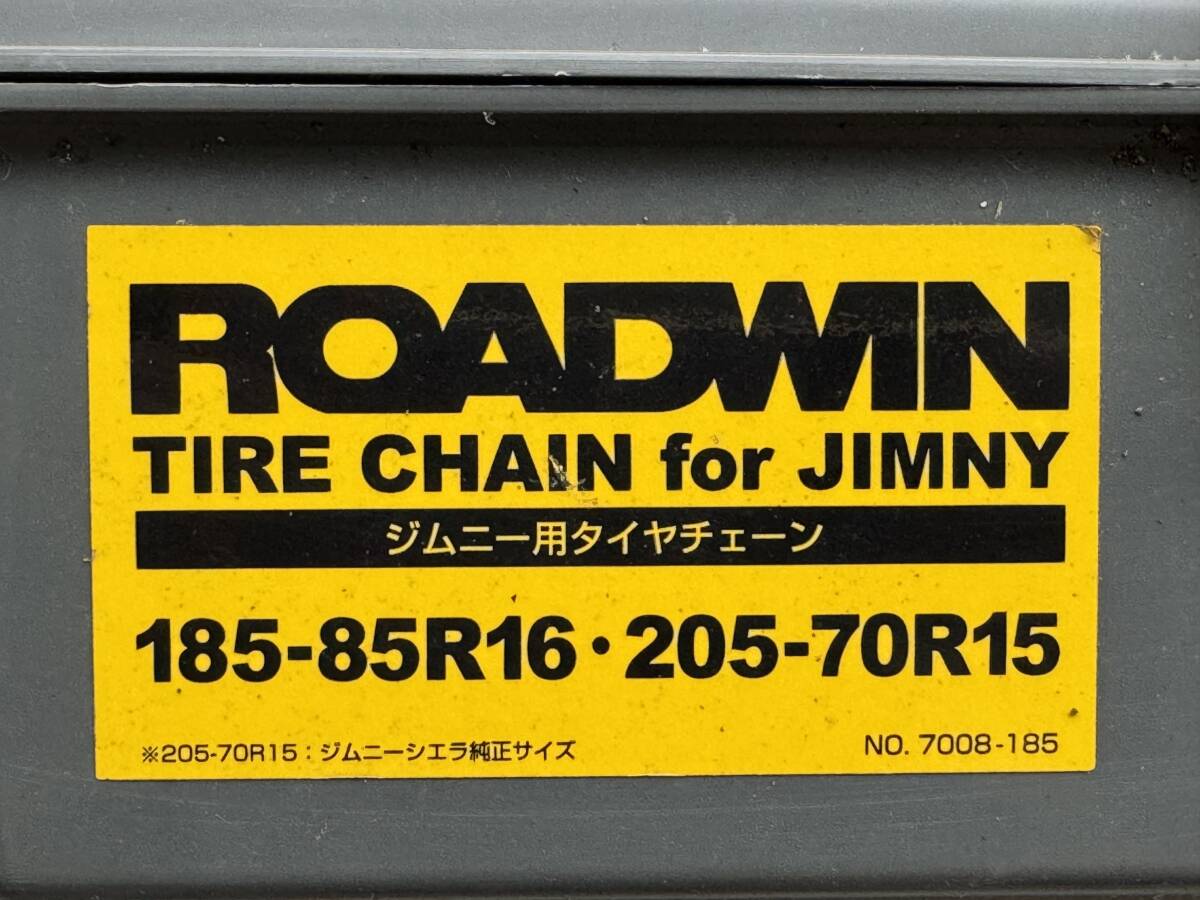 ROADWIN
TIRE CHAIN for JIMNY
ジムニー用タイヤチェーン
185-85R16・205-70R15
※205-70R15：ジムニーシエラ純正サイズ
NO. 7008-185